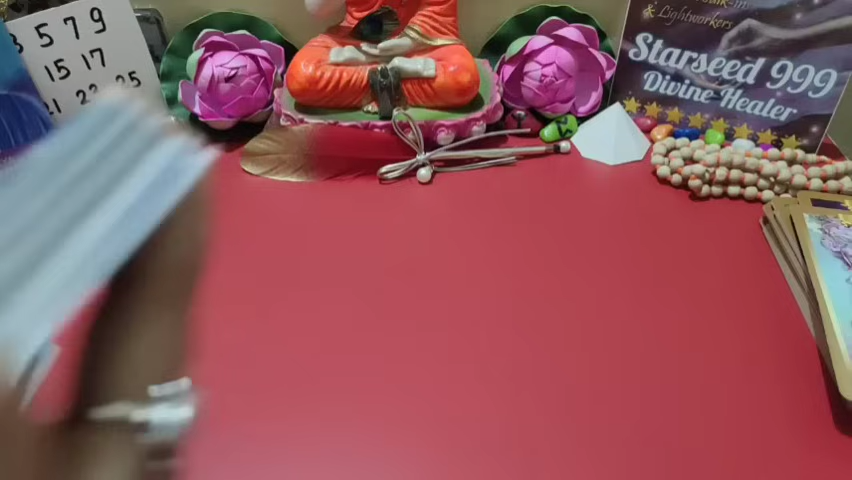 3 5 7 9
15 17
21 23 25
& Lightworkers
Starseed 999
Divine Healer